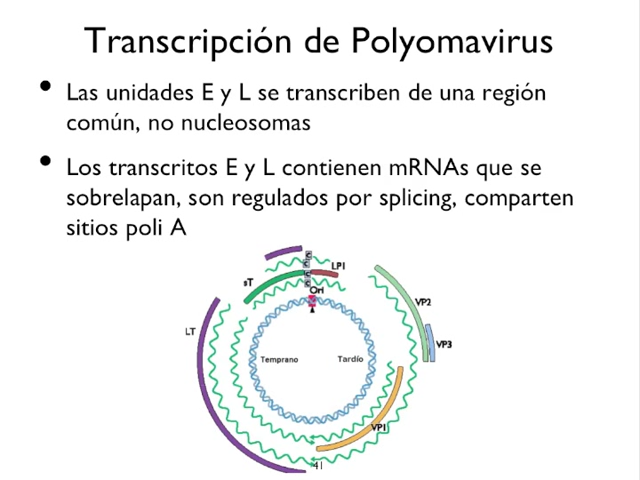 Transcripción de Polyomavirus
• Las unidades E y L se transcriben de una región
común, no nucleosomas
• Los transcritos E y L contienen mRNAs que se
sobrelapan, son regulados por splicing, comparten
sitios poli A
C
C
LP1
C
sT
C
Ori
VP2
LT
VP3
Temprano
Tardío
VP1
41